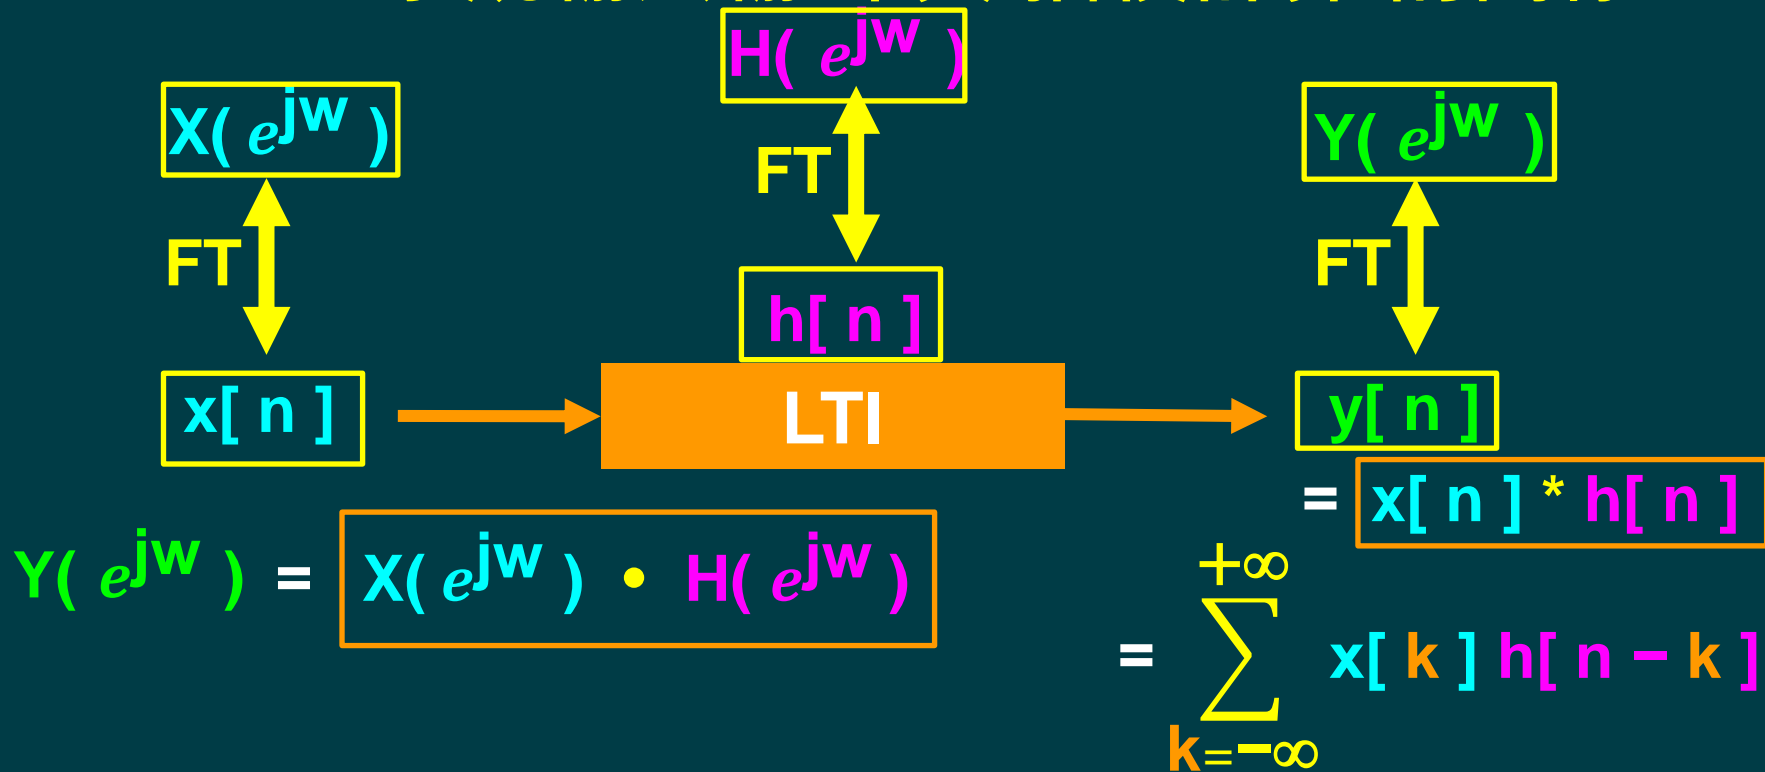 H( e^jw )
X( e^jw )
Y( e^jw )
FT
FT
FT
h[ n ]
x[ n ]
LTI
y[ n ]
= x[ n ] * h[ n ]
Y( e^jw ) = X( e^jw ) • H( e^jw )
+∞
= ∑ x[ k ] h[ n − k ]
k=−∞